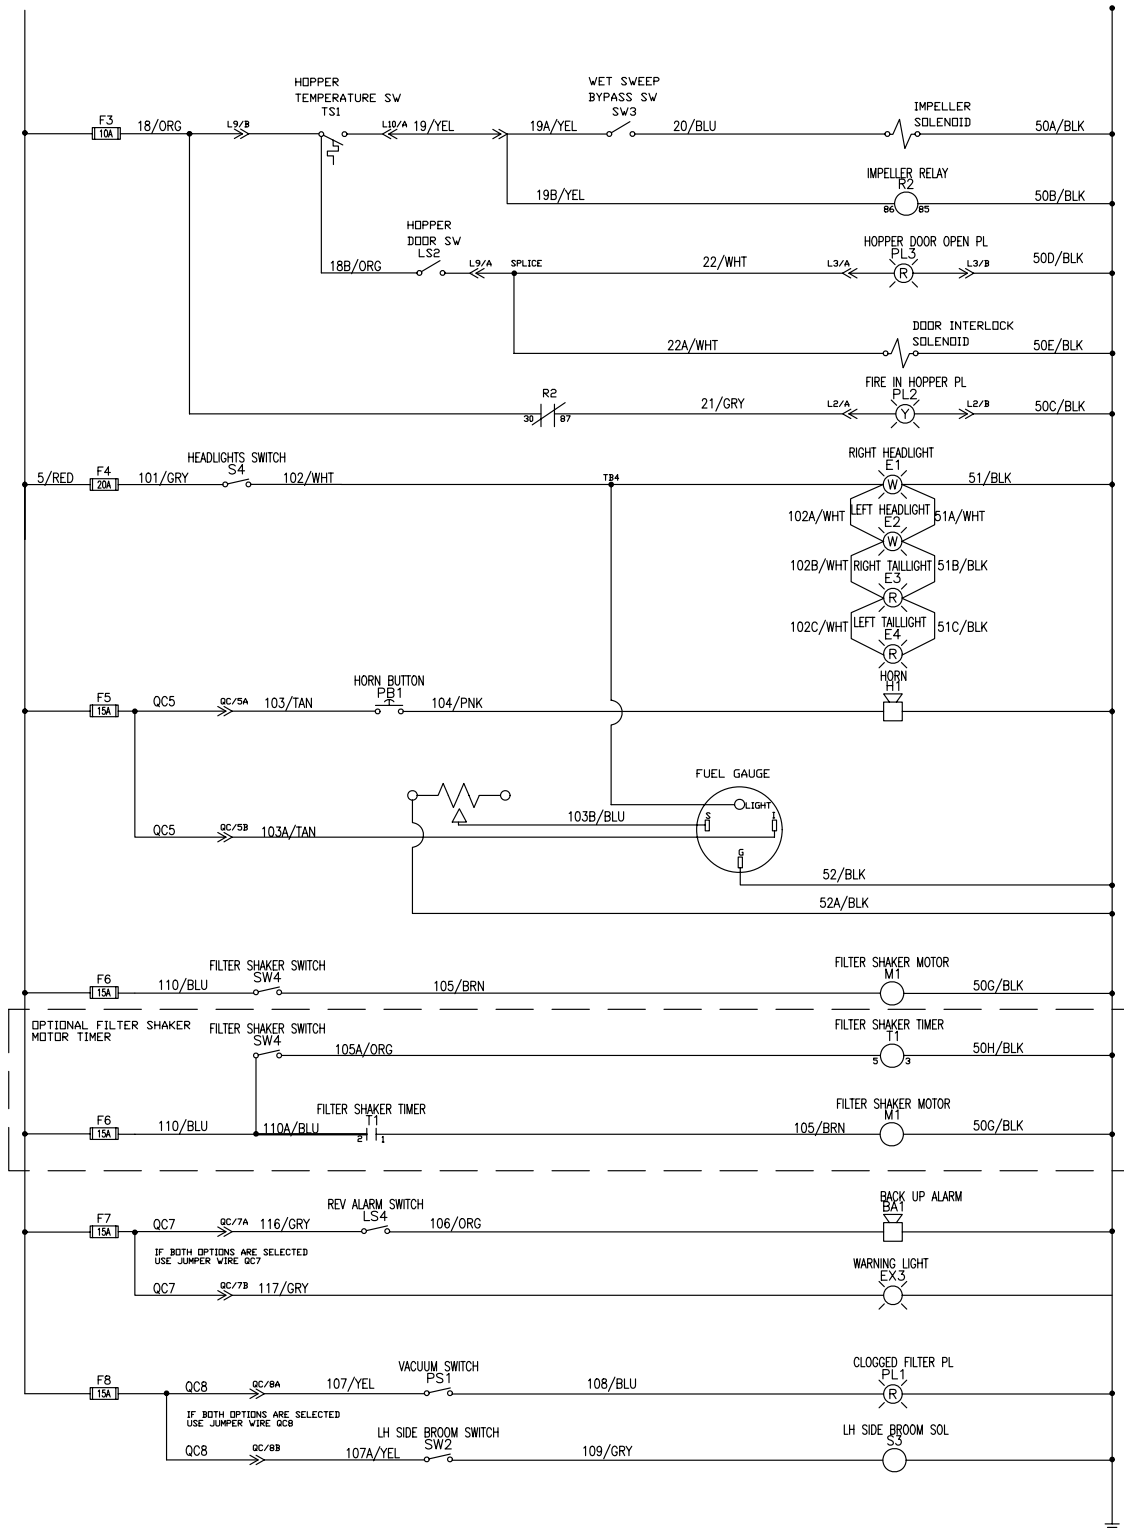 HOPPER
TEMPERATURE SW
TS1
WET SWEEP
BYPASS SW
SW3
IMPELLER
SOLENOID
F3
10A
18/ORG
L9/B
L10/A
19/YEL
19A/YEL
20/BLU
50A/BLK
IMPELLER RELAY
R2
19B/YEL
86
85
50B/BLK
HOPPER
DOOR SW
LS2
HOPPER DOOR OPEN PL
PL3
18B/ORG
L9/A
SPLICE
22/WHT
L3/A
R
L3/B
50D/BLK
DOOR INTERLOCK
SOLENOID
22A/WHT
50E/BLK
FIRE IN HOPPER PL
PL2
R2
30
87
21/GRY
L2/A
Y
L2/B
50C/BLK
HEADLIGHTS SWITCH
S4
RIGHT HEADLIGHT
E1
5/RED
F4
20A
101/GRY
102/WHT
TB4
W
51/BLK
102A/WHT
LEFT HEADLIGHT
51A/WHT
E2
W
102B/WHT
RIGHT TAILLIGHT
51B/BLK
E3
R
102C/WHT
LEFT TAILLIGHT
51C/BLK
E4
R
HORN
H1
HORN BUTTON
PB1
F5
15A
QC5
QC/5A
103/TAN
104/PNK
FUEL GAUGE
LIGHT
103B/BLU
S
I
QC5
QC/5B
103A/TAN
G
52/BLK
52A/BLK
FILTER SHAKER SWITCH
SW4
FILTER SHAKER MOTOR
M1
F6
15A
110/BLU
105/BRN
50G/BLK
OPTIONAL FILTER SHAKER
MOTOR TIMER
FILTER SHAKER SWITCH
SW4
FILTER SHAKER TIMER
T1
105A/ORG
5
3
50H/BLK
FILTER SHAKER TIMER
T1
FILTER SHAKER MOTOR
M1
F6
15A
110/BLU
110A/BLU
2
1
105/BRN
50G/BLK
REV ALARM SWITCH
LS4
BACK UP ALARM
BA1
F7
15A
QC7
QC/7A
116/GRY
106/ORG
IF BOTH OPTIONS ARE SELECTED
USE JUMPER WIRE QC7
WARNING LIGHT
EX3
QC7
QC/7B
117/GRY
VACUUM SWITCH
PS1
CLOGGED FILTER PL
PL1
F8
15A
QC8
QC/8A
107/YEL
108/BLU
R
IF BOTH OPTIONS ARE SELECTED
USE JUMPER WIRE QC8
LH SIDE BROOM SWITCH
SW2
LH SIDE BROOM SOL
S3
QC8
QC/8B
107A/YEL
109/GRY